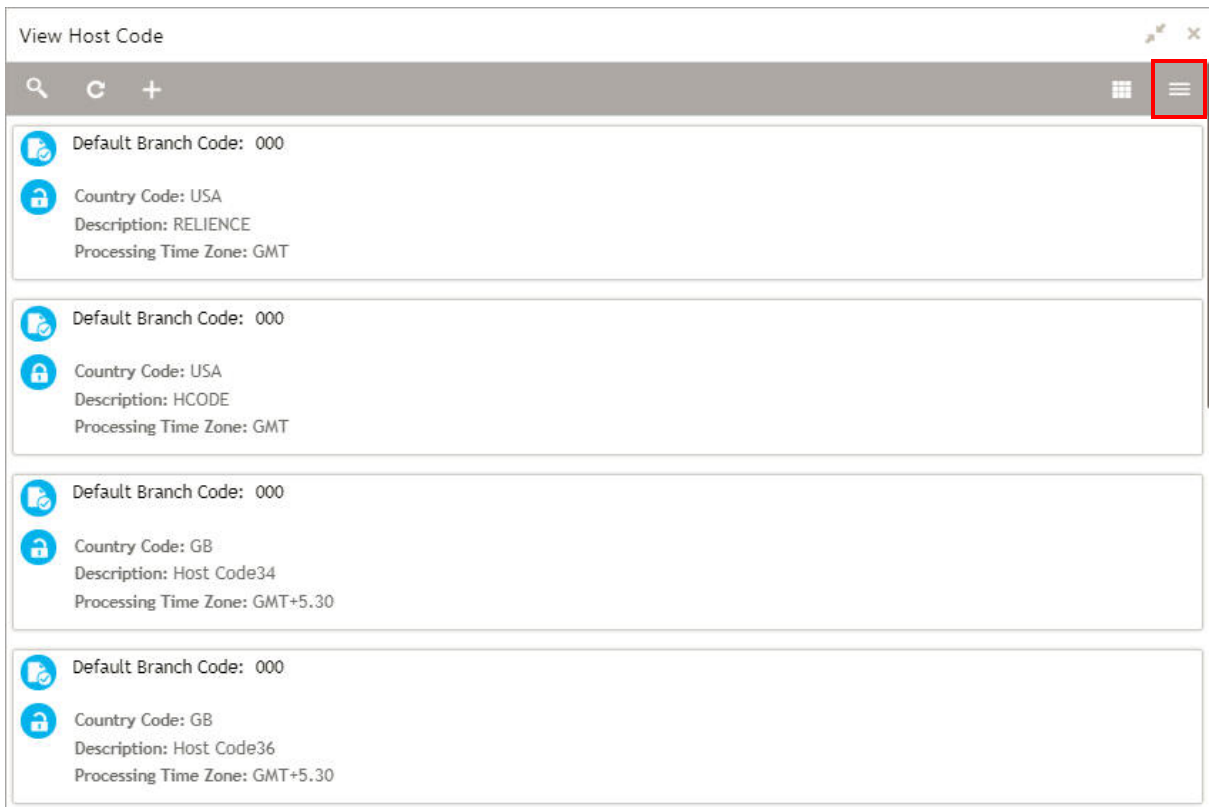 View Host Code
Default Branch Code: 000
Country Code: USA
Description: RELIENCE
Processing Time Zone: GMT
Default Branch Code: 000
Country Code: USA
Description: HCODE
Processing Time Zone: GMT
Default Branch Code: 000
Country Code: GB
Description: Host Code34
Processing Time Zone: GMT+5.30
Default Branch Code: 000
Country Code: GB
Description: Host Code36
Processing Time Zone: GMT+5.30